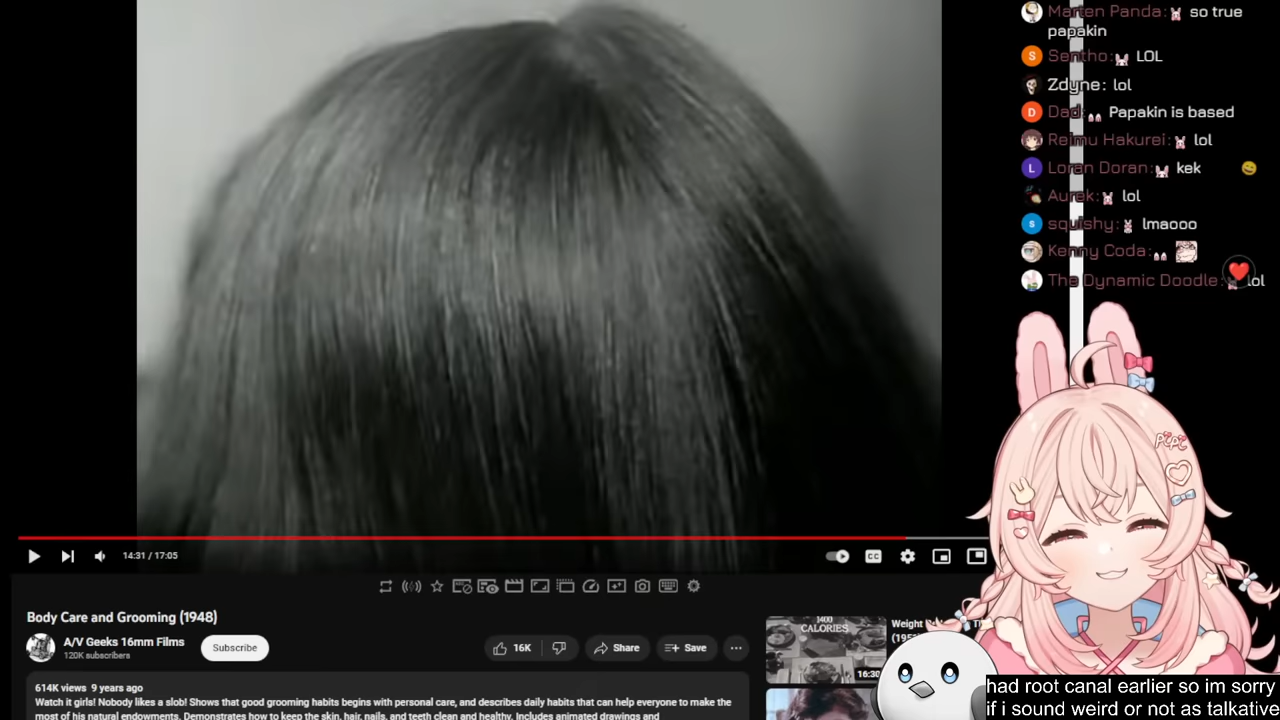 Marten Panda: so true
papakin
Sentho: LOL
Zdyne: lol
Dad: Papakin is based
Reimu Hakurei: lol
Loran Doran: kek
Aurek: lol
squishy: lmaooo
Kenny Coda:
The Dynamic Doodle: lol
PiPi
14:31 / 17:05
CC
Body Care and Grooming (1948)
A/V Geeks 16mm Films
120K subscribers
Subscribe
16K
Share
Save
1400
CALORIES
16:30
Weight
614K views 9 years ago
Watch it girls! Nobody likes a slob! Shows that good grooming habits begins with personal care, and describes daily habits that can help everyone to make the
most of his natural endowments. Demonstrates how to keep the skin, hair, nails, and teeth clean and healthy. Includes animated drawings and
had root canal earlier so im sorry
if i sound weird or not as talkative